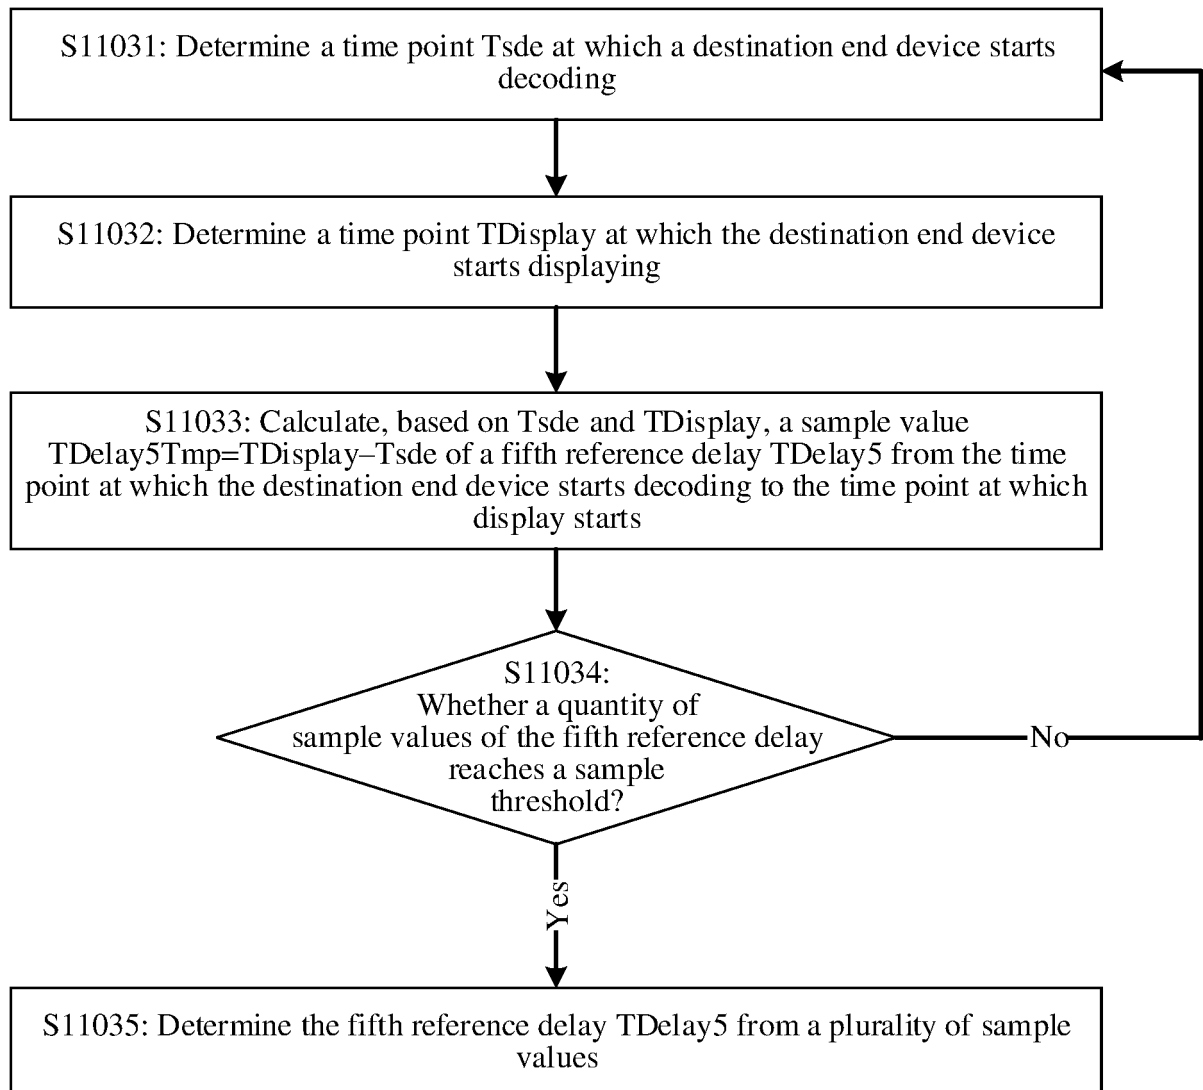 S11031: Determine a time point Tsde at which a destination end device starts
decoding
S11032: Determine a time point TDisplay at which the destination end device
starts displaying
S11033: Calculate, based on Tsde and TDisplay, a sample value
TDelay5Tmp=TDisplay–Tsde of a fifth reference delay TDelay5 from the time
point at which the destination end device starts decoding to the time point at which
display starts
S11034:
Whether a quantity of
sample values of the fifth reference delay
reaches a sample
threshold?
No
Yes
S11035: Determine the fifth reference delay TDelay5 from a plurality of sample
values